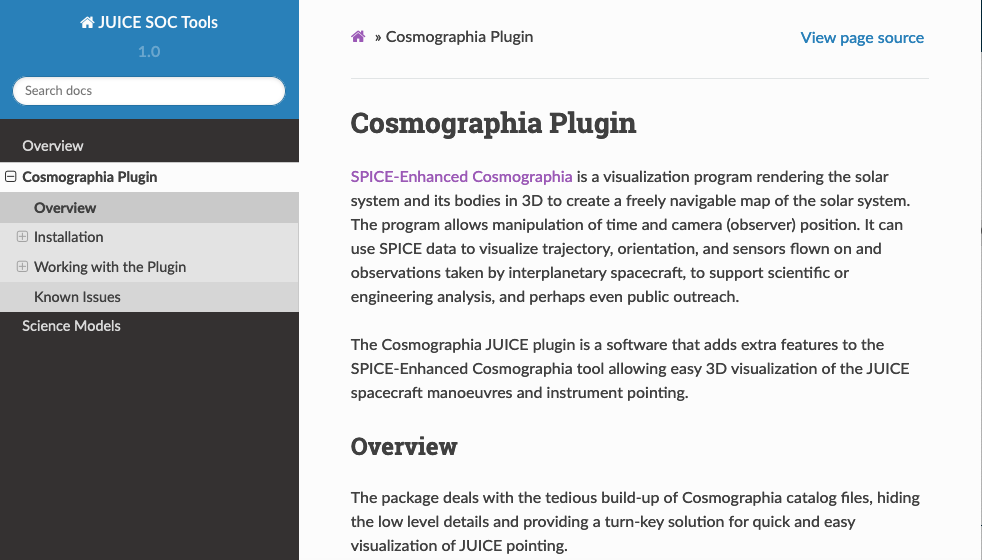 JUICE SOC Tools
1.0
Search docs
Overview
Cosmographia Plugin
Overview
Installation
Working with the Plugin
Known Issues
Science Models
» Cosmographia Plugin
View page source
Cosmographia Plugin
SPICE-Enhanced Cosmographia is a visualization program rendering the solar
system and its bodies in 3D to create a freely navigable map of the solar system.
The program allows manipulation of time and camera (observer) position. It can
use SPICE data to visualize trajectory, orientation, and sensors flown on and
observations taken by interplanetary spacecraft, to support scientific or
engineering analysis, and perhaps even public outreach.
The Cosmographia JUICE plugin is a software that adds extra features to the
SPICE-Enhanced Cosmographia tool allowing easy 3D visualization of the JUICE
spacecraft manoeuvres and instrument pointing.
Overview
The package deals with the tedious build-up of Cosmographia catalog files, hiding
the low level details and providing a turn-key solution for quick and easy
visualization of JUICE pointing.